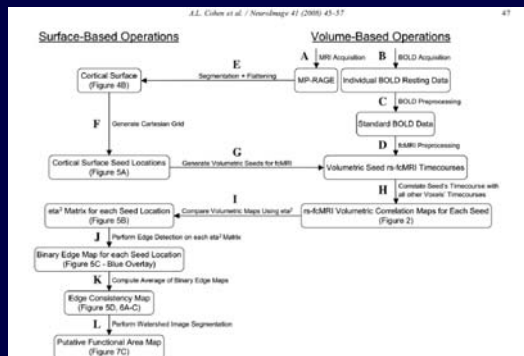 A.L. Cohen et al. / NeuroImage 41 (2008) 45–57
47
Surface-Based Operations
Volume-Based Operations
A
MRI Acquisition
B
BOLD Acquisition
E
Cortical Surface
(Figure 4B)
Segmentation + Flattening
MP-RAGE
Individual BOLD Resting Data
C
BOLD Preprocessing
F
Generate Cartesian Grid
Standard BOLD Data
G
D
fcMRI Preprocessing
Cortical Surface Seed Locations
(Figure 5A)
Generate Volumetric Seeds for fcMRI
Volumetric Seed rs-fcMRI Timecourses
H
Correlate Seed's Timecourse with
all other Voxels' Timecourses
I
eta² Matrix for each Seed Location
(Figure 5B)
Compare Volumetric Maps Using eta²
rs-fcMRI Volumetric Correlation Maps for Each Seed
(Figure 2)
J
Perform Edge Detection on each eta² Matrix
Binary Edge Map for each Seed Location
(Figure 5C - Blue Overlay)
K
Compute Average of Binary Edge Maps
Edge Consistency Map
(Figure 5D, 6A-C)
L
Perform Watershed Image Segmentation
Putative Functional Area Map
(Figure 7C)